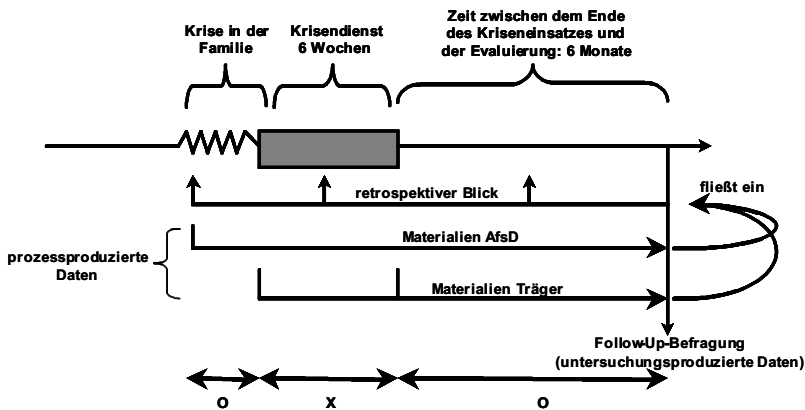 Krise in der
Familie
Krisendienst
6 Wochen
Zeit zwischen dem Ende
des Kriseneinsatzes und
der Evaluierung: 6 Monate
retrospektiver Blick
fließt ein
Materialien AfsD
prozessproduzierte
Daten
Materialien Träger
Follow-Up-Befragung
(untersuchungsproduzierte Daten)
O
X
O